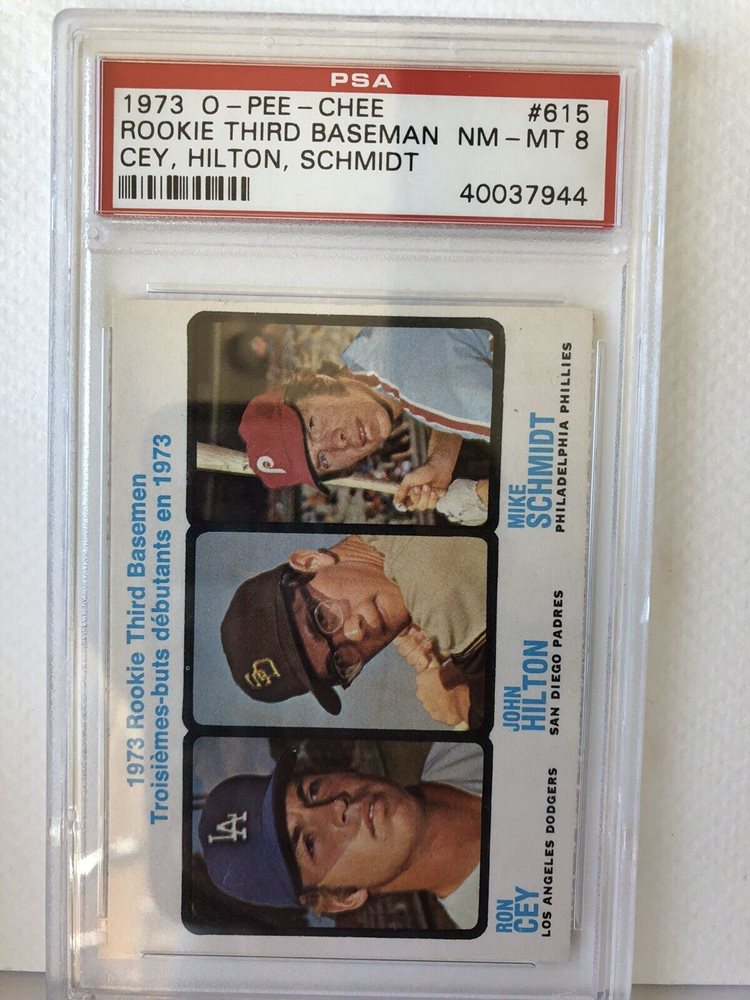 PSA
1973 O-PEE-CHEE #615
ROOKIE THIRD BASEMAN NM-MT 8
CEY, HILTON, SCHMIDT
40037944
1973 Rookie Third Basemen
Troisièmes-buts débutants en 1973
LA
SD
P
RON
CEY
LOS ANGELES DODGERS
JOHN
HILTON
SAN DIEGO PADRES
MIKE
SCHMIDT
PHILADELPHIA PHILLIES